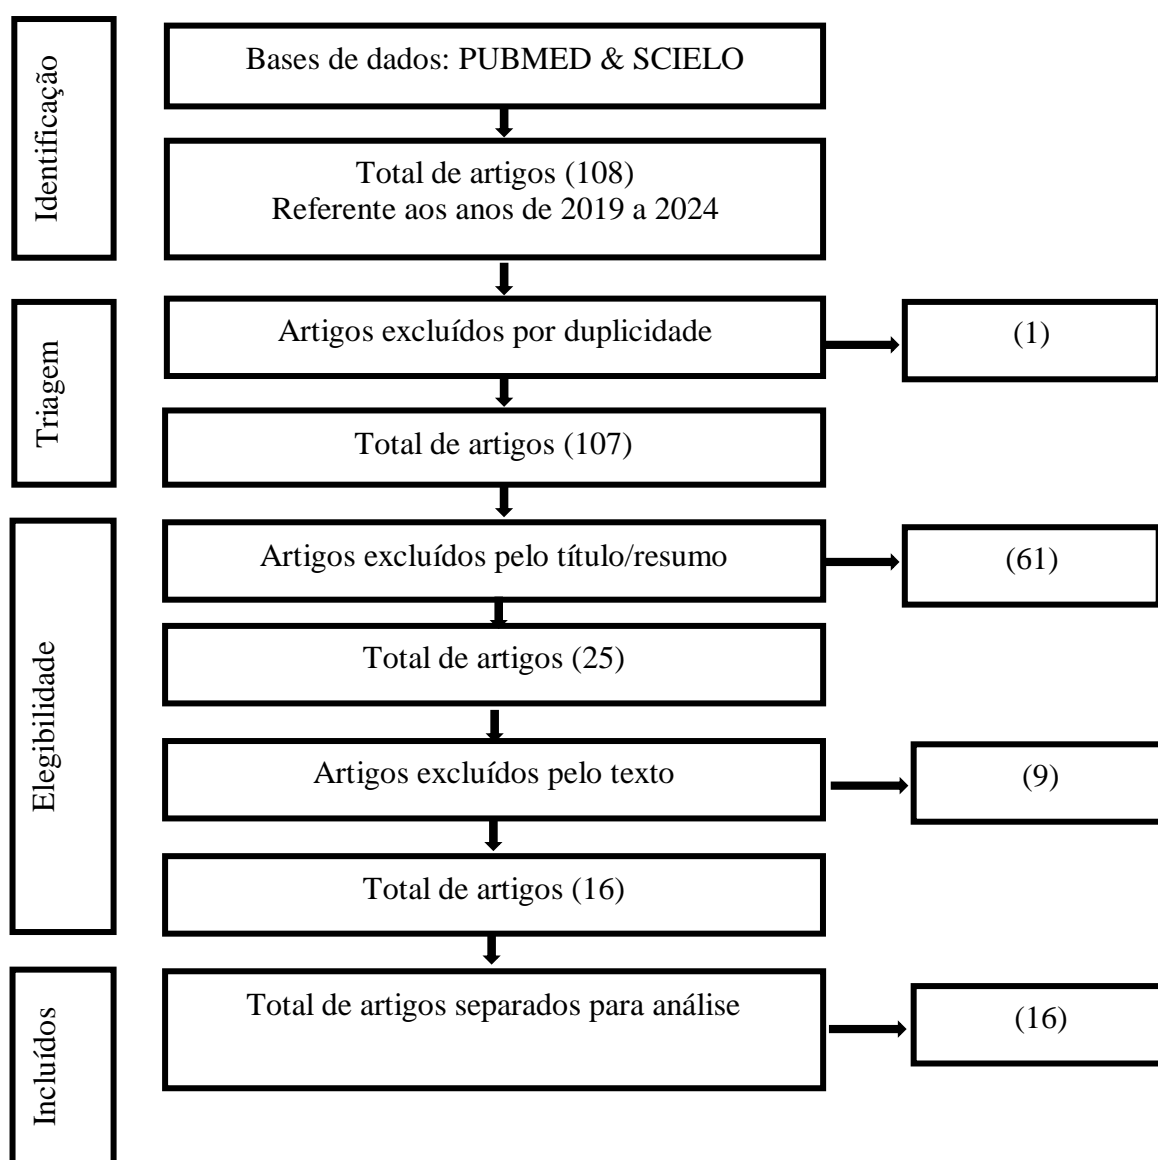 Identificação
Bases de dados: PUBMED & SCIELO
Total de artigos (108)
Referente aos anos de 2019 a 2024
Triagem
Artigos excluídos por duplicidade
(1)
Total de artigos (107)
Elegibilidade
Artigos excluídos pelo título/resumo
(61)
Total de artigos (25)
Artigos excluídos pelo texto
(9)
Total de artigos (16)
Incluídos
Total de artigos separados para análise
(16)